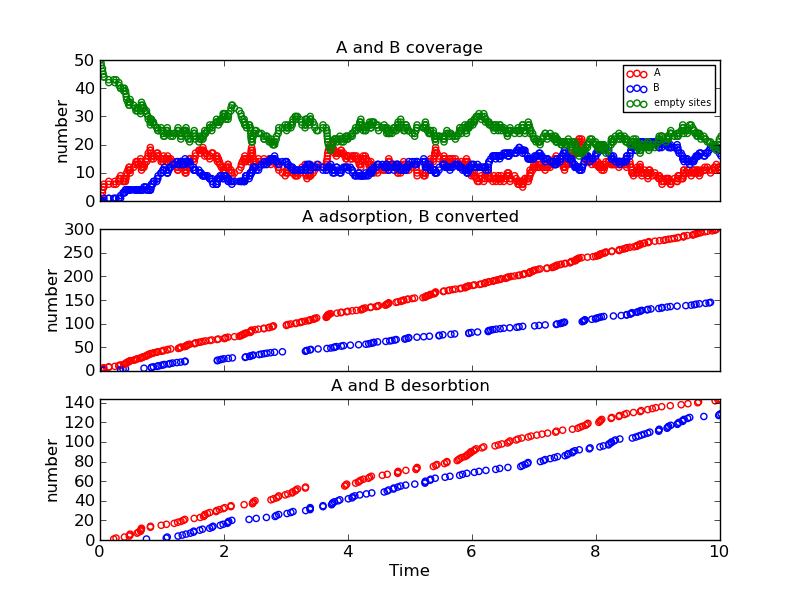 A and B coverage
50
40
30
20
10
0
number
A
B
empty sites
A adsorption, B converted
300
250
200
150
100
50
0
number
A and B desorbtion
140
120
100
80
60
40
20
0
number
0 2 4 6 8 10
Time